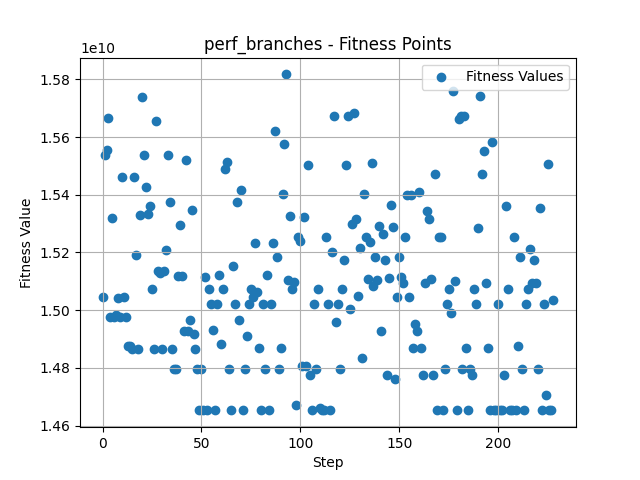 perf_branches - Fitness Points
1e10
Fitness Values
1.58
1.56
1.54
1.52
1.50
1.48
1.46
Fitness Value
0 50 100 150 200
Step